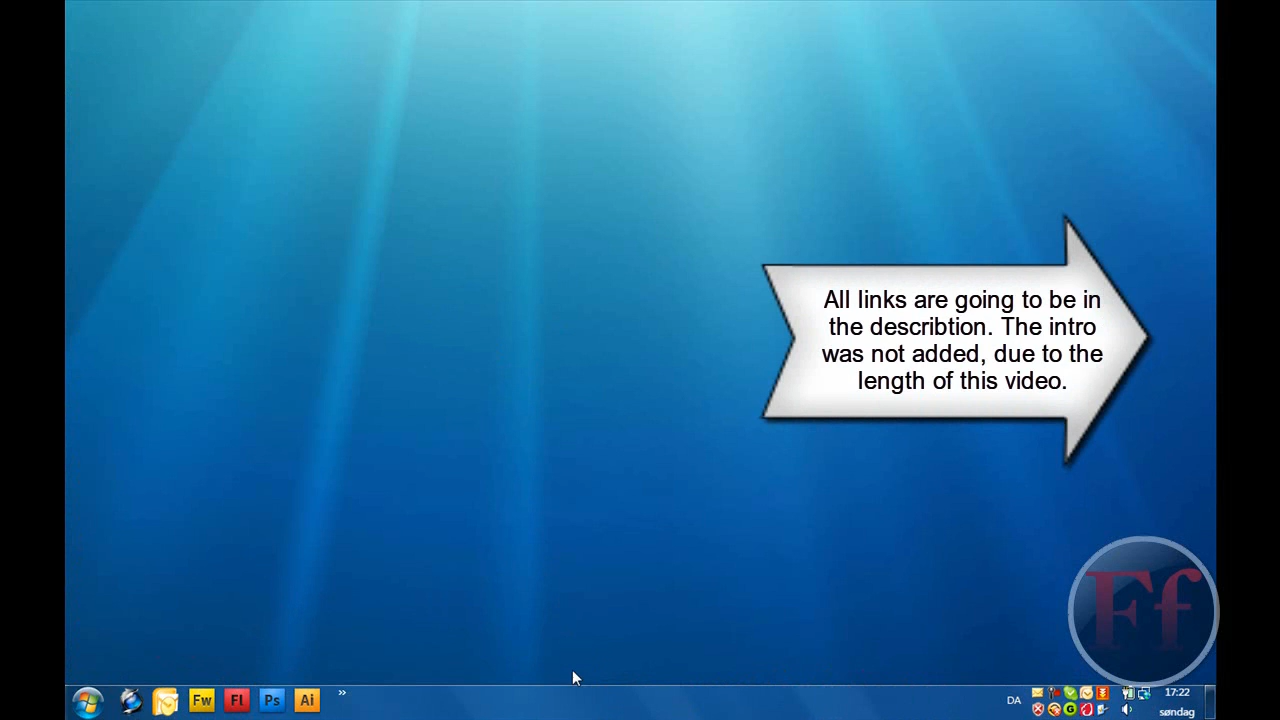 All links are going to be in
the describtion. The intro
was not added, due to the
length of this video.
Ff
Fw Fl Ps Ai »
DA
17:22
søndag